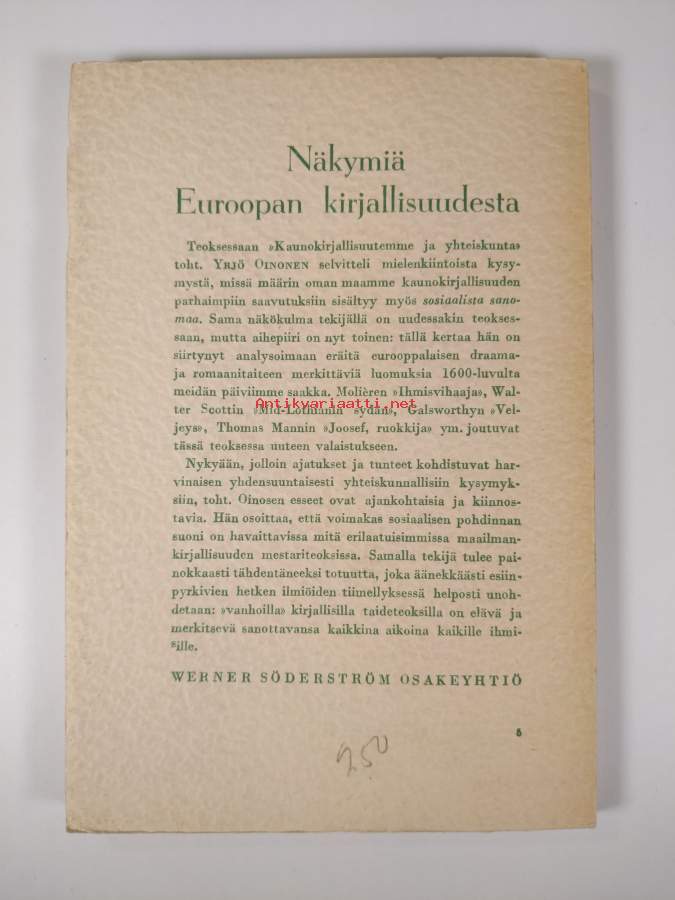 Näkymiä
Euroopan kirjallisuudesta
Teoksessaan »Kaunokirjallisuutemme ja yhteiskunta»
toht. YRJÖ OINONEN selvitteli mielenkiintoista kysy-
mystä, missä määrin oman maamme kaunokirjallisuuden
parhaimpiin saavutuksiin sisältyy myös sosiaalista sano-
maa. Sama näkökulma tekijällä on uudessakin teokses-
saan, mutta aihepiiri on nyt toinen: tällä kertaa hän on
siirtynyt analysoimaan eräitä eurooppalaisen draama-
ja romaanitaiteen merkittäviä luomuksia 1600-luvulta
meidän päiviimme saakka. Molièren »Ihmisvihaaja», Wal-
Antikvariaatti.net
ter Scottin »Mid-Lothianin sydän», Galsworthyn »Vel-
jeys», Thomas Mannin »Joosef, ruokkija» ym. joutuvat
tässä teoksessa uuteen valaistukseen.
Nykyään, jolloin ajatukset ja tunteet kohdistuvat har-
vinaisen yhdensuuntaisesti yhteiskunnallisiin kysymyk-
siin, toht. Oinosen esseet ovat ajankohtaisia ja kiinnos-
tavia. Hän osoittaa, että voimakas sosiaalisen pohdinnan
suoni on havaittavissa mitä erilaatuisimmissa maailman-
kirjallisuuden mestariteoksissa. Samalla tekijä tulee pai-
nokkaasti tähdentäneeksi totuutta, joka äänekkäästi esiin-
pyrkivien hetken ilmiöiden tiimellyksessä helposti unoh-
detaan: »vanhoilla» kirjallisilla taideteoksilla on elävä ja
merkitsevä sanottavansa kaikkina aikoina kaikille ihmi-
sille.
WERNER SÖDERSTRÖM OSAKEYHTIÖ
5
250